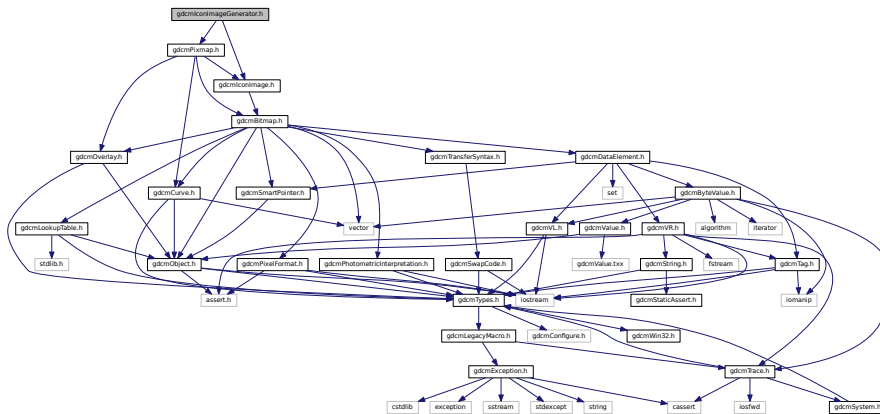 gdcmIconImageGenerator.h
gdcmPixmap.h
gdcmIconImage.h
gdcmBitmap.h
gdcmOverlay.h
gdcmTransferSyntax.h
gdcmDataElement.h
gdcmCurve.h
gdcmSmartPointer.h
set
gdcmByteValue.h
gdcmLookupTable.h
vector
gdcmVL.h
gdcmValue.h
gdcmVR.h
algorithm
iterator
stdlib.h
gdcmObject.h
gdcmPixelFormat.h
gdcmPhotometricInterpretation.h
gdcmSwapCode.h
gdcmValue.txx
gdcmString.h
fstream
gdcmTag.h
assert.h
gdcmTypes.h
iostream
gdcmStaticAssert.h
iomanip
gdcmLegacyMacro.h
gdcmConfigure.h
gdcmWin32.h
gdcmException.h
gdcmTrace.h
cstdlib
exception
sstream
stdexcept
string
cassert
iosfwd
gdcmSystem.h